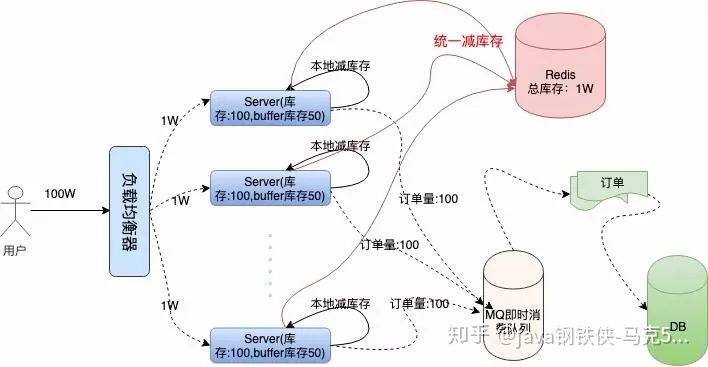 统一减库存
Redis
总库存：1W
本地减库存
Server(库
存:100,buffer库存50)
1W
本地减库存
Server(库
存:100,buffer库存50)
1W
100W
用户
负载均衡器
订单量:100
订单量:100
订单
本地减库存
订单量:100
Server(库
存:100,buffer库存50)
1W
MQ即时消
费队列
DB
知乎 @java钢铁侠-马克5...